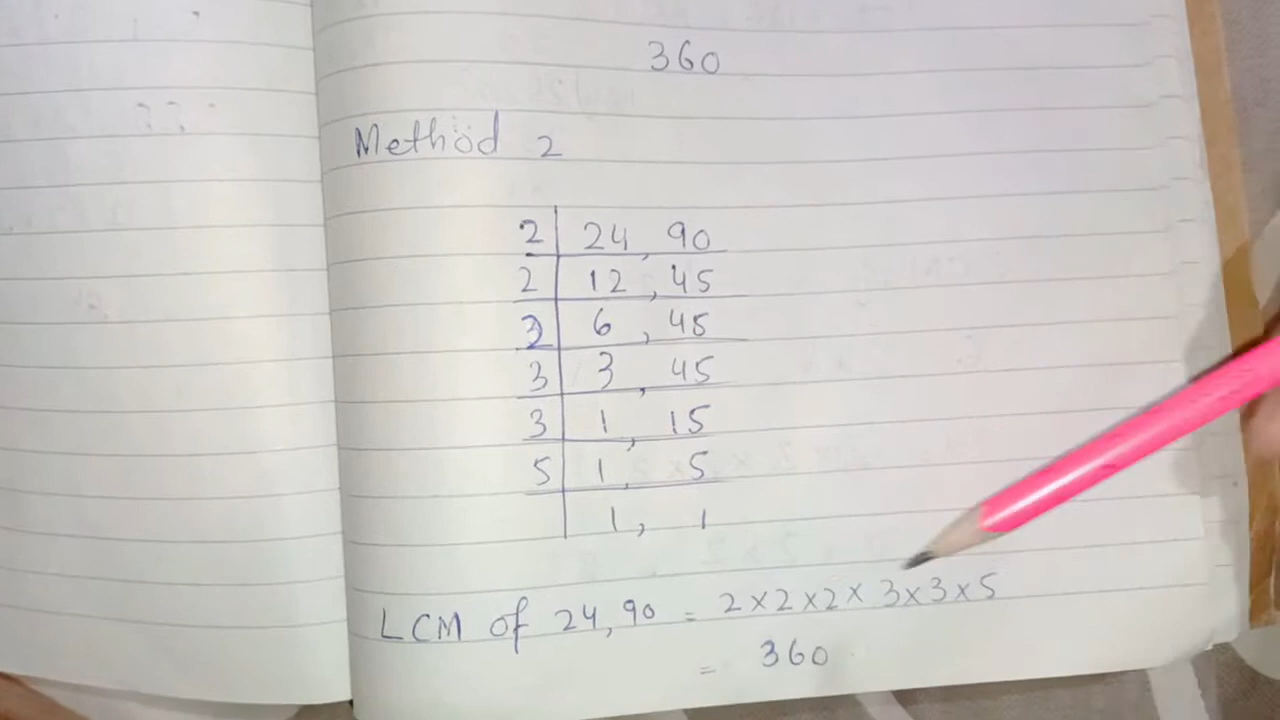 360
Method 2
2 | 24, 90
2 | 12, 45
2 | 6, 45
3 | 3, 45
3 | 1, 15
5 | 1, 5
1, 1
LCM of 24, 90 = 2×2×2×3×3×5
= 360